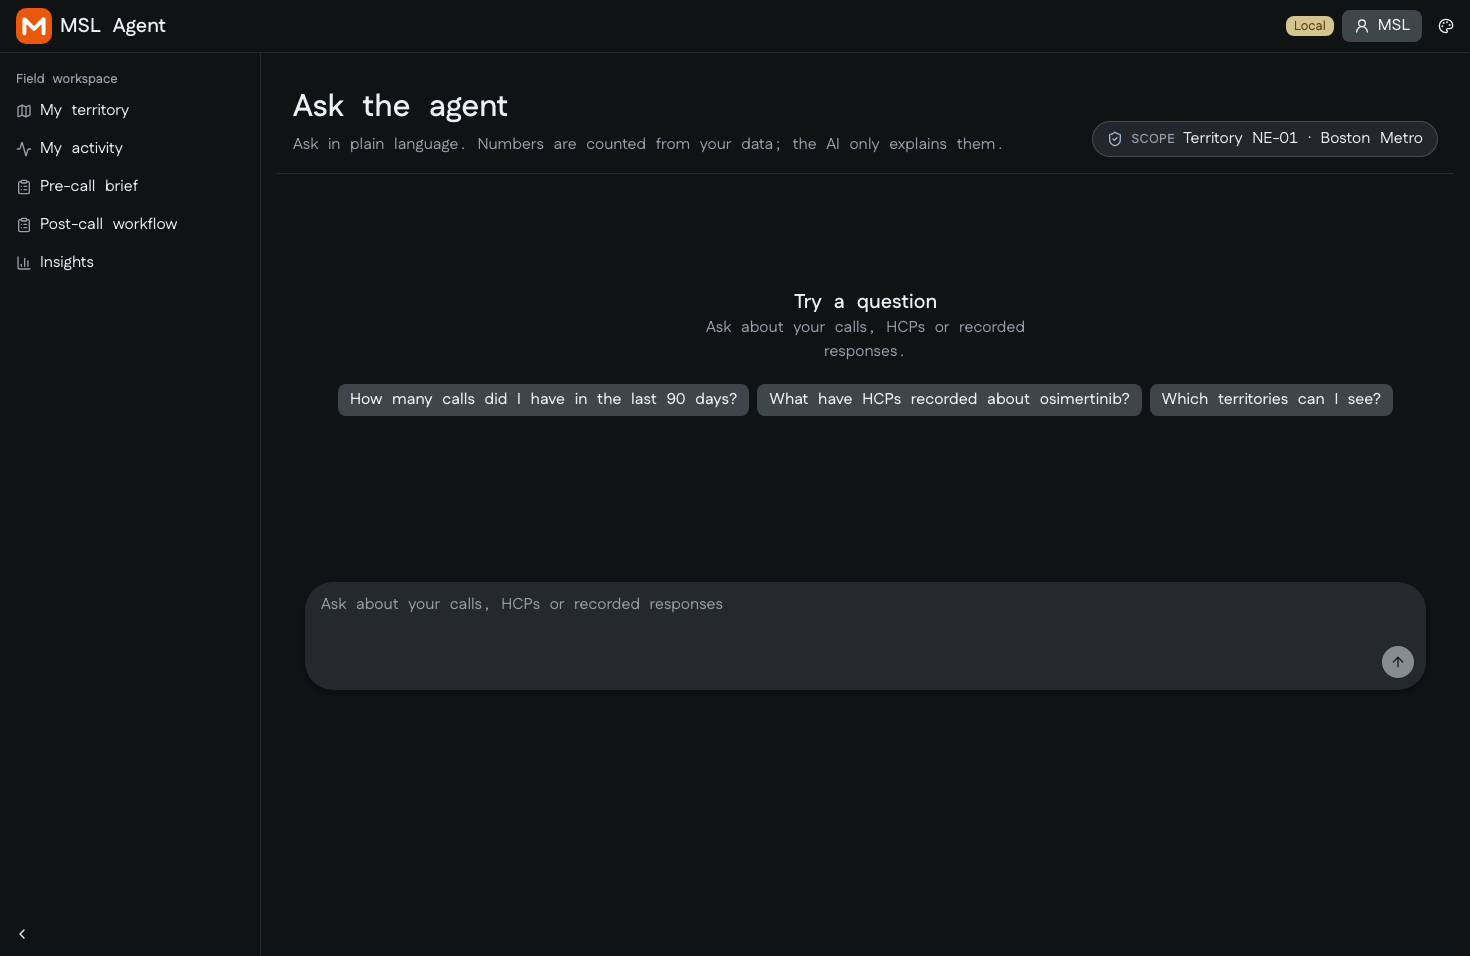 MSL Agent
Local
MSL
Field workspace
My territory
My activity
Pre-call brief
Post-call workflow
Insights
Ask the agent
Ask in plain language. Numbers are counted from your data; the AI only explains them.
SCOPE Territory NE-01 · Boston Metro
Try a question
Ask about your calls, HCPs or recorded
responses.
How many calls did I have in the last 90 days?
What have HCPs recorded about osimertinib?
Which territories can I see?
Ask about your calls, HCPs or recorded responses